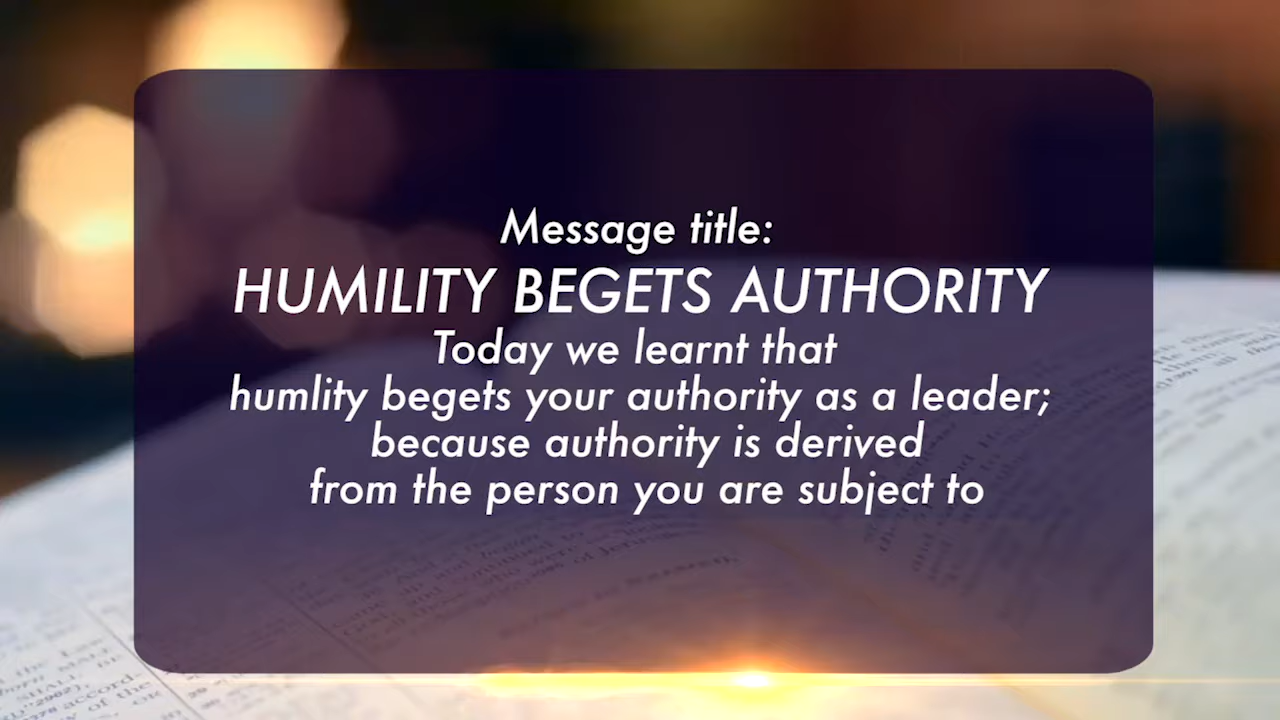 Message title:
HUMILITY BEGETS AUTHORITY
Today we learnt that
humlity begets your authority as a leader;
because authority is derived
from the person you are subject to